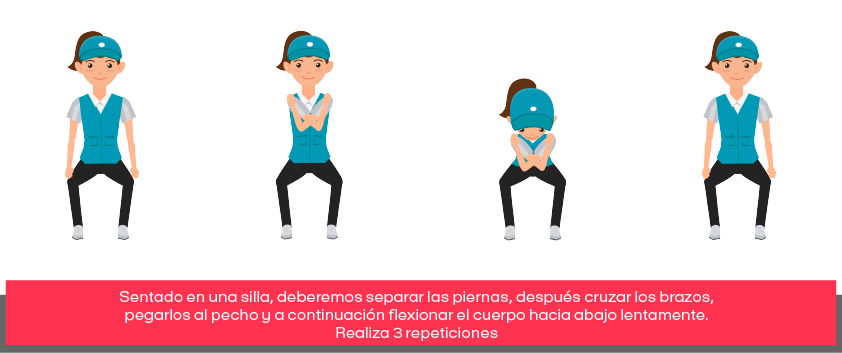 Sentado en una silla, deberemos separar las piernas, después cruzar los brazos,
pegarlos al pecho y a continuación flexionar el cuerpo hacia abajo lentamente.
Realiza 3 repeticiones